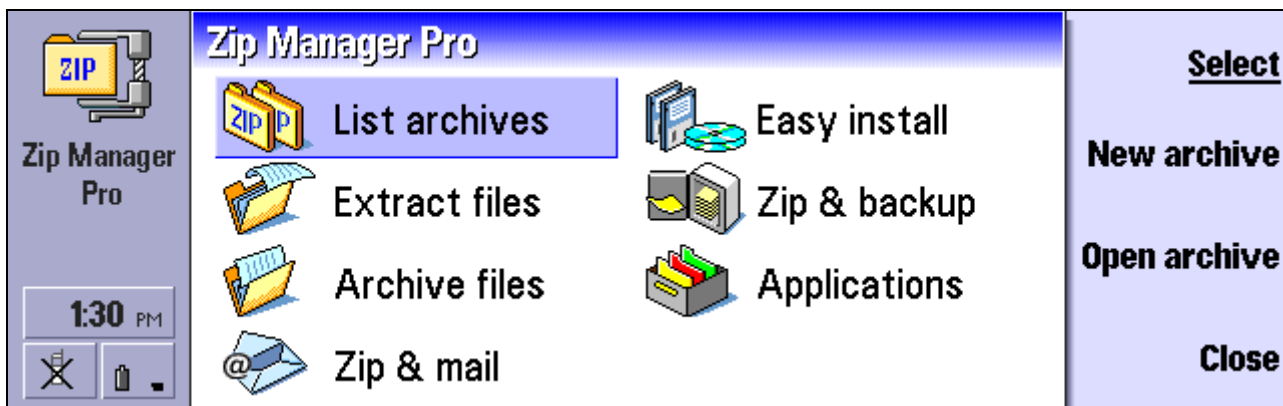 ZIP
Zip Manager
Pro
1:30 PM
Zip Manager Pro
ZIP P
List archives
Extract files
Archive files
@
Zip & mail
Easy install
Zip & backup
Applications
Select
New archive
Open archive
Close